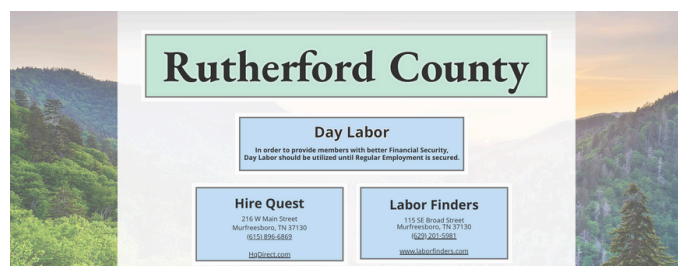 Rutherford County
Day Labor
In order to provide members with better Financial Security,
Day Labor should be utilized until Regular Employment is secured.
Hire Quest
216 W Main Street
Murfreesboro, TN 37130
(615) 896-6869
HqDirect.com
Labor Finders
115 SE Broad Street
Murfreesboro, TN 37130
(629) 201-5981
www.laborfinders.com